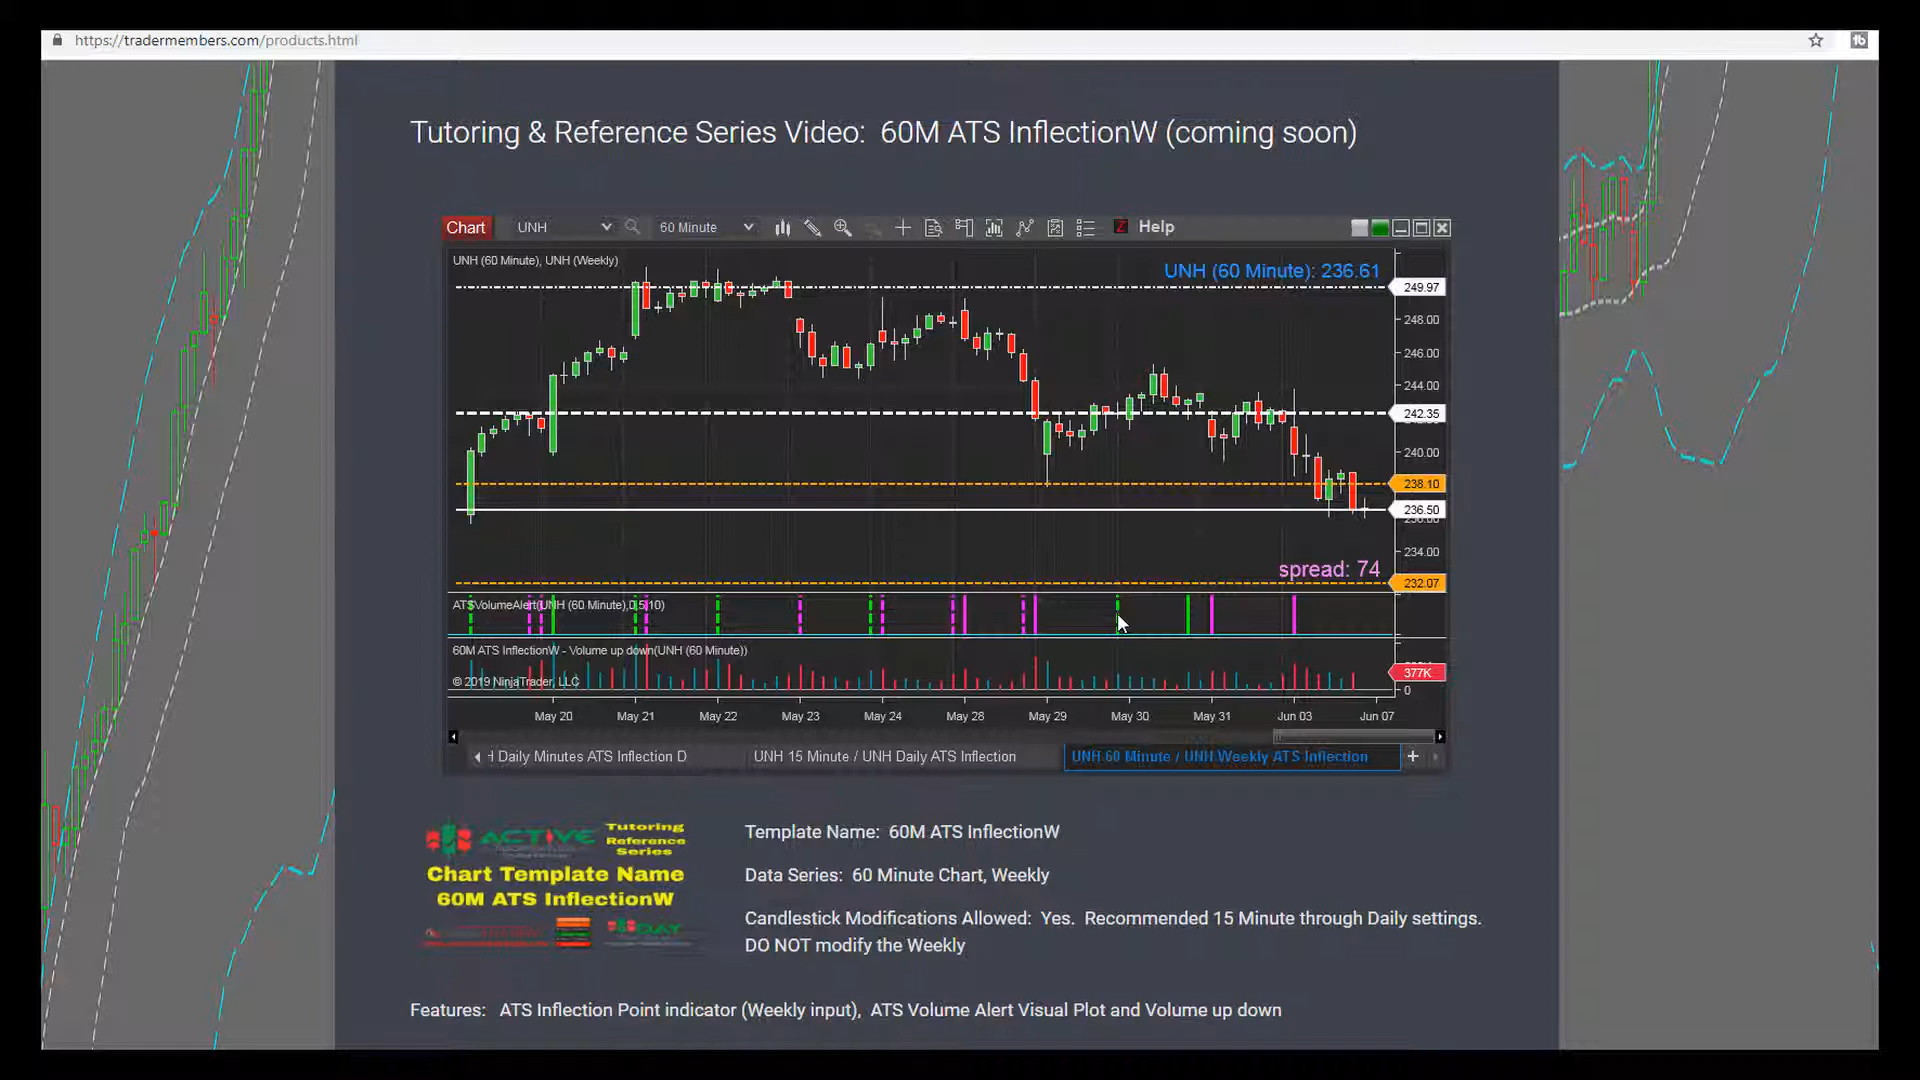 https://tradermembers.com/products.html
Tutoring & Reference Series Video: 60M ATS InflectionW (coming soon)
Chart UNH 60 Minute Z Help
UNH (60 Minute), UNH (Weekly)
UNH (60 Minute): 236.61
249.97
248.00
246.00
244.00
242.35
240.00
238.10
236.50
234.00
spread: 74
232.07
ATSVolumeAlert(UNH (60 Minute),0,5,10)
60M ATS InflectionW - Volume up down(UNH (60 Minute))
377K
© 2019 NinjaTrader, LLC
0
May 20 May 21 May 22 May 23 May 24 May 28 May 29 May 30 May 31 Jun 03 Jun 07
Daily Minutes ATS Inflection D UNH 15 Minute / UNH Daily ATS Inflection UNH 60 Minute / UNH Weekly ATS Inflection +
ACTIVE
Tutoring
Reference
Series
Chart Template Name
60M ATS InflectionW
Template Name: 60M ATS InflectionW
Data Series: 60 Minute Chart, Weekly
Candlestick Modifications Allowed: Yes. Recommended 15 Minute through Daily settings.
DO NOT modify the Weekly
Features: ATS Inflection Point indicator (Weekly input), ATS Volume Alert Visual Plot and Volume up down